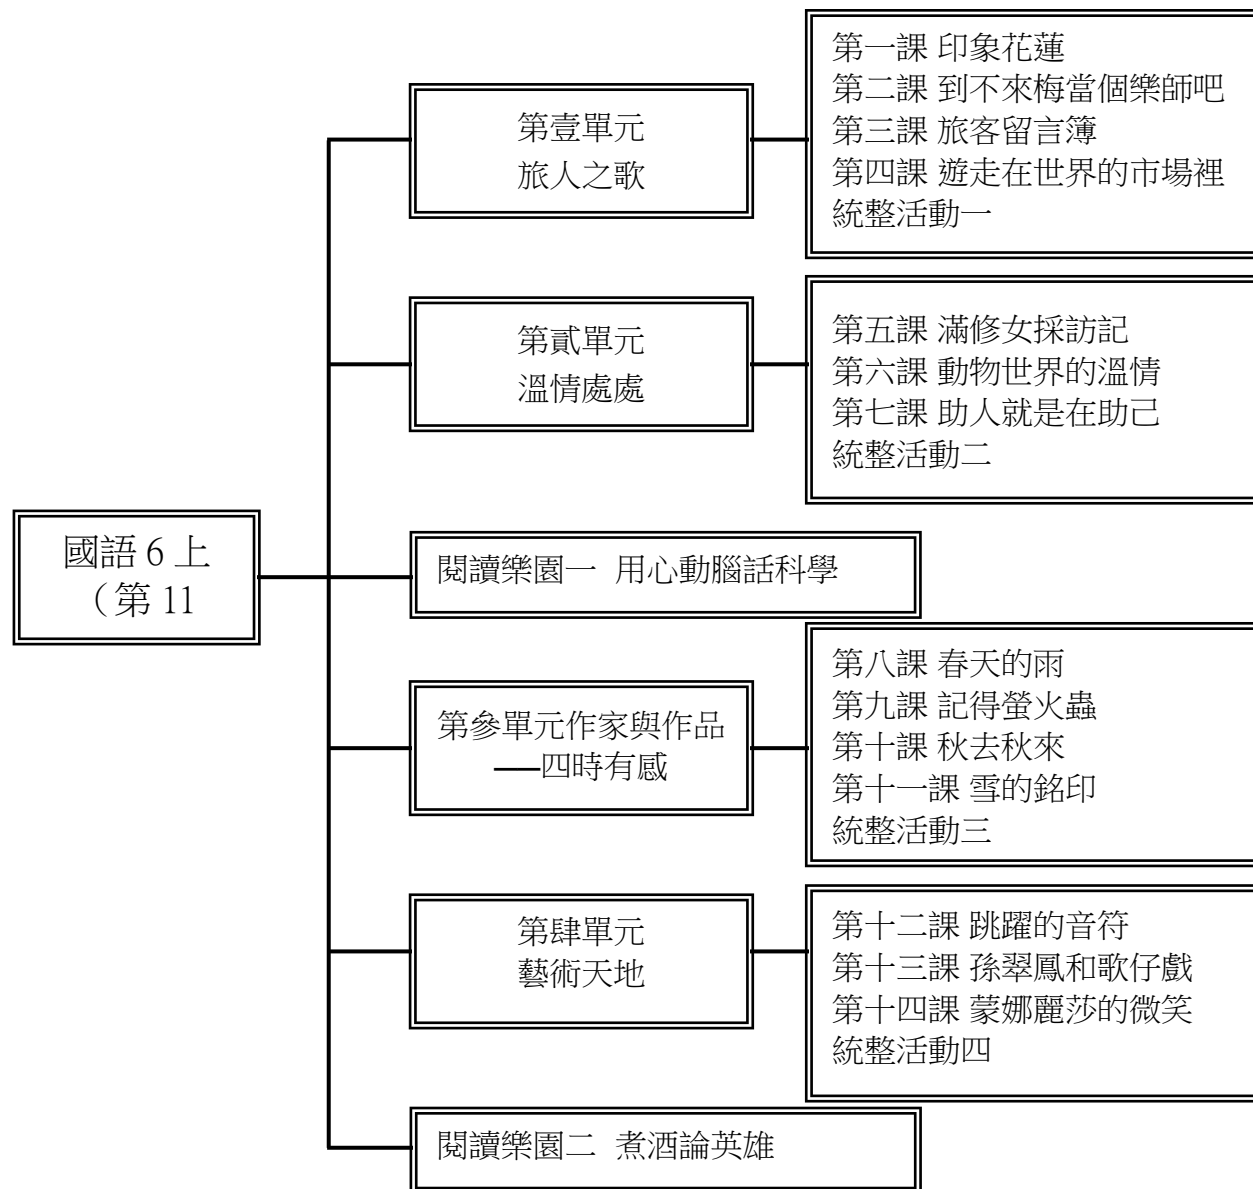 國語 6 上
（第 11
第壹單元
旅人之歌
第一課 印象花蓮
第二課 到不來梅當個樂師吧
第三課 旅客留言簿
第四課 遊走在世界的市場裡
統整活動一
第貳單元
溫情處處
第五課 滿修女採訪記
第六課 動物世界的溫情
第七課 助人就是在助己
統整活動二
閱讀樂園一 用心動腦話科學
第參單元作家與作品
──四時有感
第八課 春天的雨
第九課 記得螢火蟲
第十課 秋去秋來
第十一課 雪的銘印
統整活動三
第肆單元
藝術天地
第十二課 跳躍的音符
第十三課 孫翠鳳和歌仔戲
第十四課 蒙娜麗莎的微笑
統整活動四
閱讀樂園二 煮酒論英雄